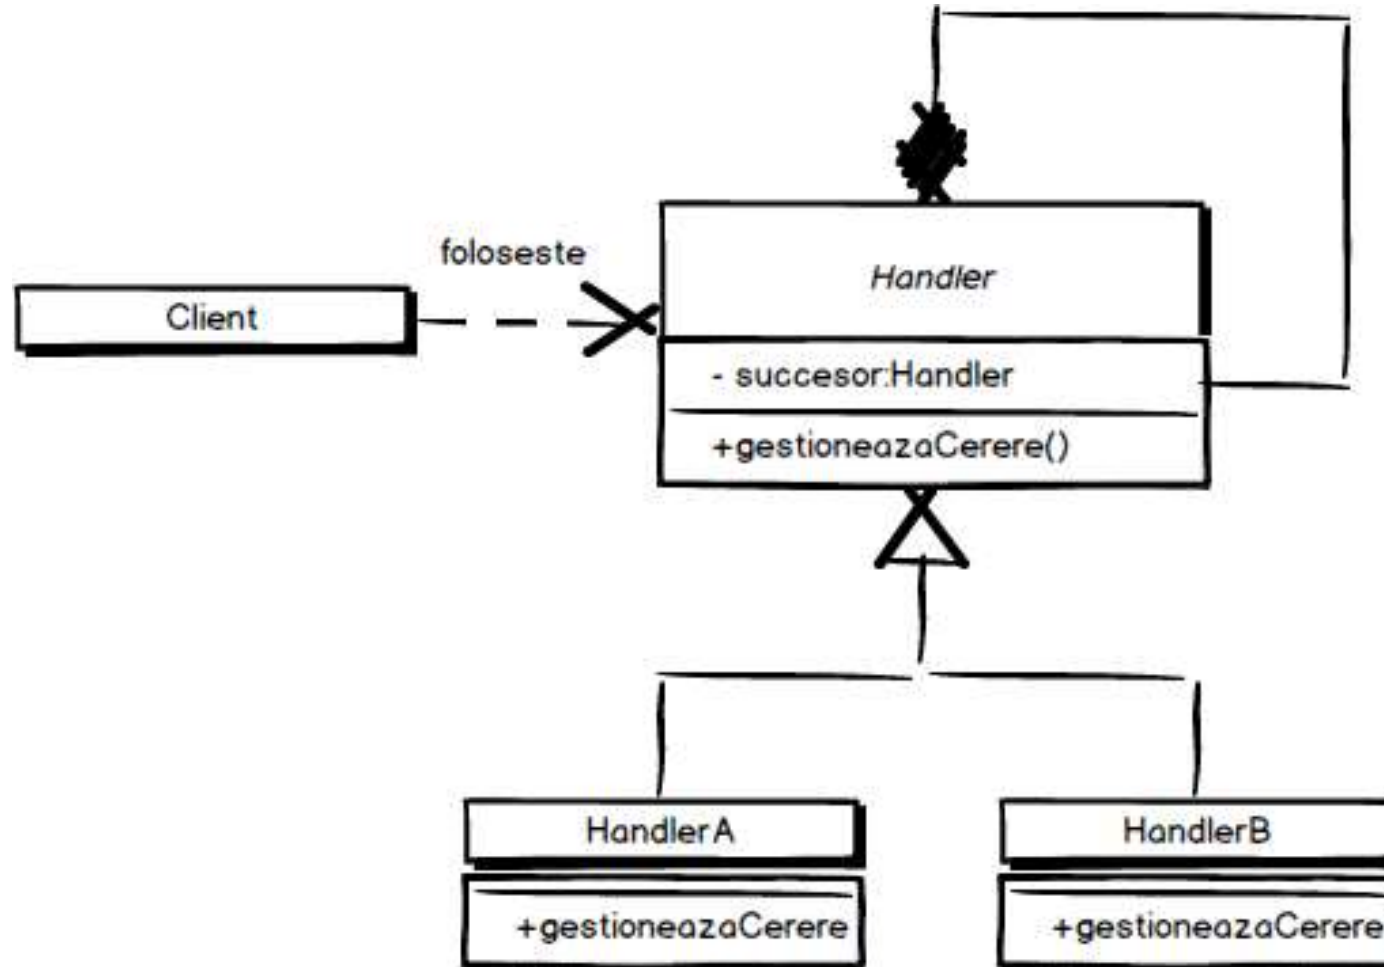 foloseste
Client
Handler
- succesor:Handler
+gestioneazaCerere()
HandlerA
+gestioneazaCerere
HandlerB
+gestioneazaCerere